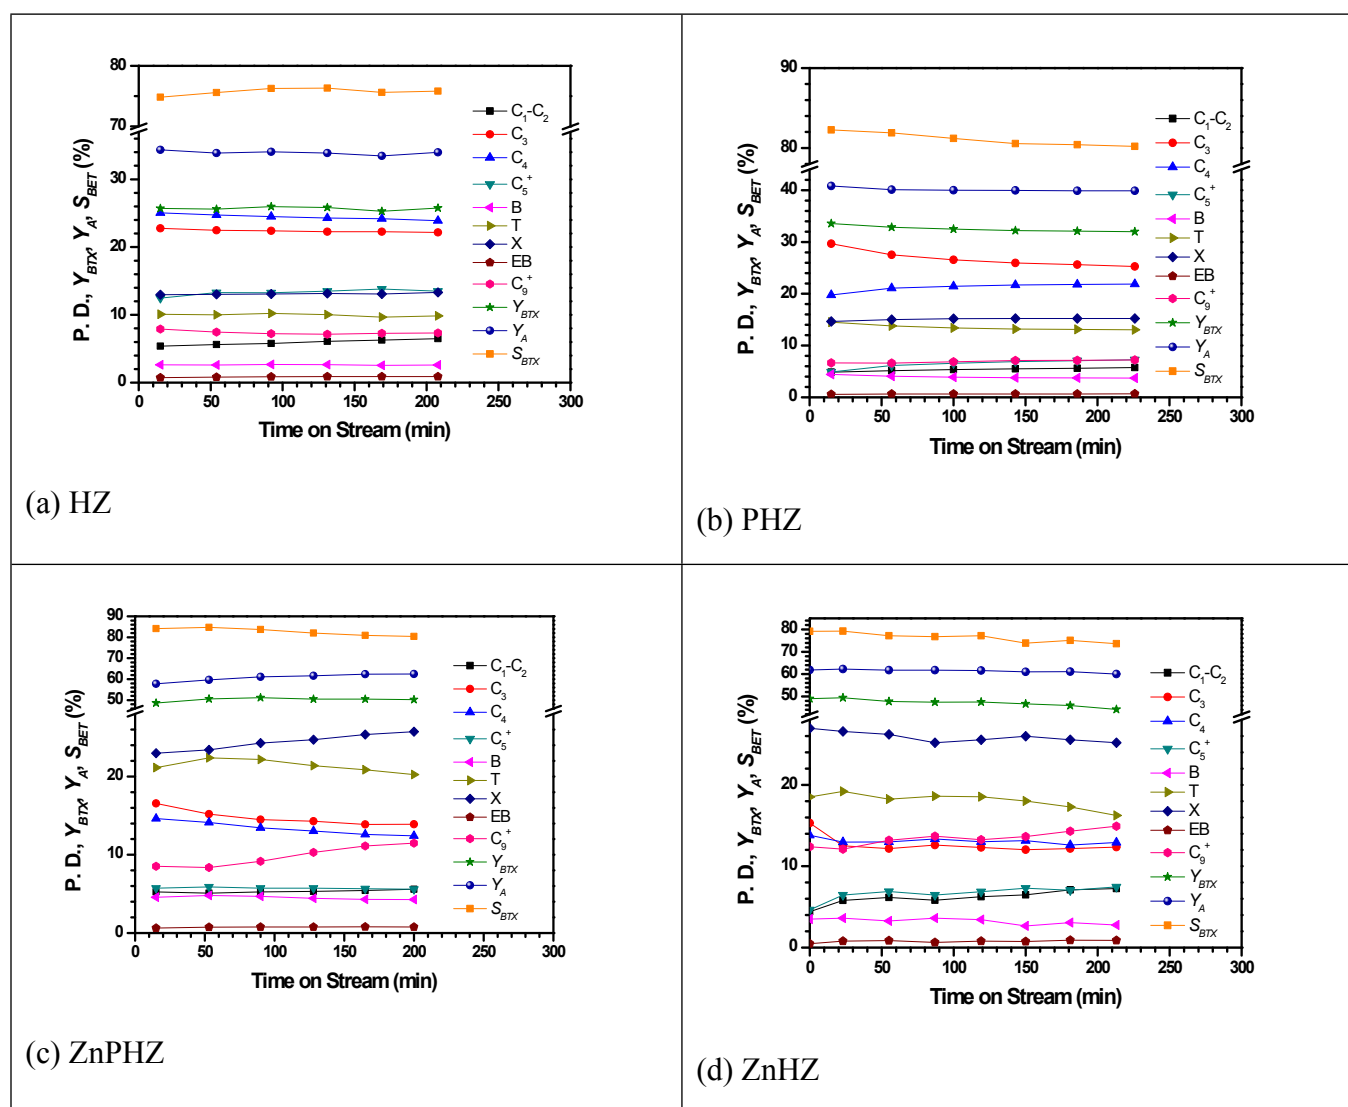 80
70
30
20
10
0
0 50 100 150 200 250 300
P. D., Y_BTX, Y_A, S_BET (%)
Time on Stream (min)
C₁-C₂
C₃
C₄
C₅⁺
B
T
X
EB
C₉⁺
Y_BTX
Y_A
S_BTX
(a) HZ
90
80
40
30
20
10
0
0 50 100 150 200 250 300
P. D., Y_BTX, Y_A, S_BET (%)
Time on Stream (min)
C₁-C₂
C₃
C₄
C₅⁺
B
T
X
EB
C₉⁺
Y_BTX
Y_A
S_BTX
(b) PHZ
90
80
70
60
50
20
10
0
0 50 100 150 200 250 300
P. D., Y_BTX, Y_A, S_BET (%)
Time on Stream (min)
C₁-C₂
C₃
C₄
C₅⁺
B
T
X
EB
C₉⁺
Y_BTX
Y_A
S_BTX
(c) ZnPHZ
80
70
60
50
20
10
0
0 50 100 150 200 250 300
P. D., Y_BTX, Y_A, S_BET (%)
Time on Stream (min)
C₁-C₂
C₃
C₄
C₅⁺
B
T
X
EB
C₉⁺
Y_BTX
Y_A
S_BTX
(d) ZnHZ